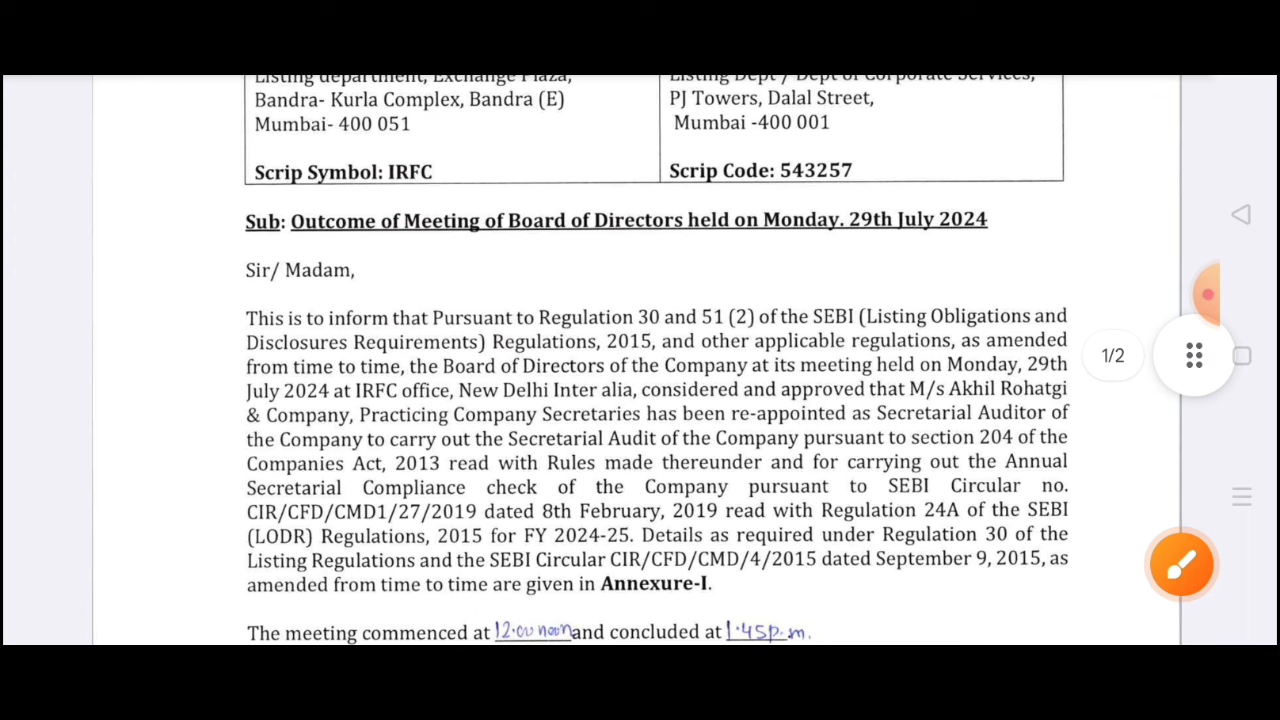 Listing department, Exchange Plaza,
Bandra- Kurla Complex, Bandra (E)
Mumbai- 400 051
Scrip Symbol: IRFC
Listing Dept / Dept of Corporate Services,
PJ Towers, Dalal Street,
Mumbai -400 001
Scrip Code: 543257
Sub: Outcome of Meeting of Board of Directors held on Monday. 29th July 2024
Sir/ Madam,
This is to inform that Pursuant to Regulation 30 and 51 (2) of the SEBI (Listing Obligations and
Disclosures Requirements) Regulations, 2015, and other applicable regulations, as amended
from time to time, the Board of Directors of the Company at its meeting held on Monday, 29th
July 2024 at IRFC office, New Delhi Inter alia, considered and approved that M/s Akhil Rohatgi
& Company, Practicing Company Secretaries has been re-appointed as Secretarial Auditor of
the Company to carry out the Secretarial Audit of the Company pursuant to section 204 of the
Companies Act, 2013 read with Rules made thereunder and for carrying out the Annual
Secretarial Compliance check of the Company pursuant to SEBI Circular no.
CIR/CFD/CMD1/27/2019 dated 8th February, 2019 read with Regulation 24A of the SEBI
(LODR) Regulations, 2015 for FY 2024-25. Details as required under Regulation 30 of the
Listing Regulations and the SEBI Circular CIR/CFD/CMD/4/2015 dated September 9, 2015, as
amended from time to time are given in Annexure-I.
The meeting commenced at 12.00 noon and concluded at 1.45 p.m.
1/2